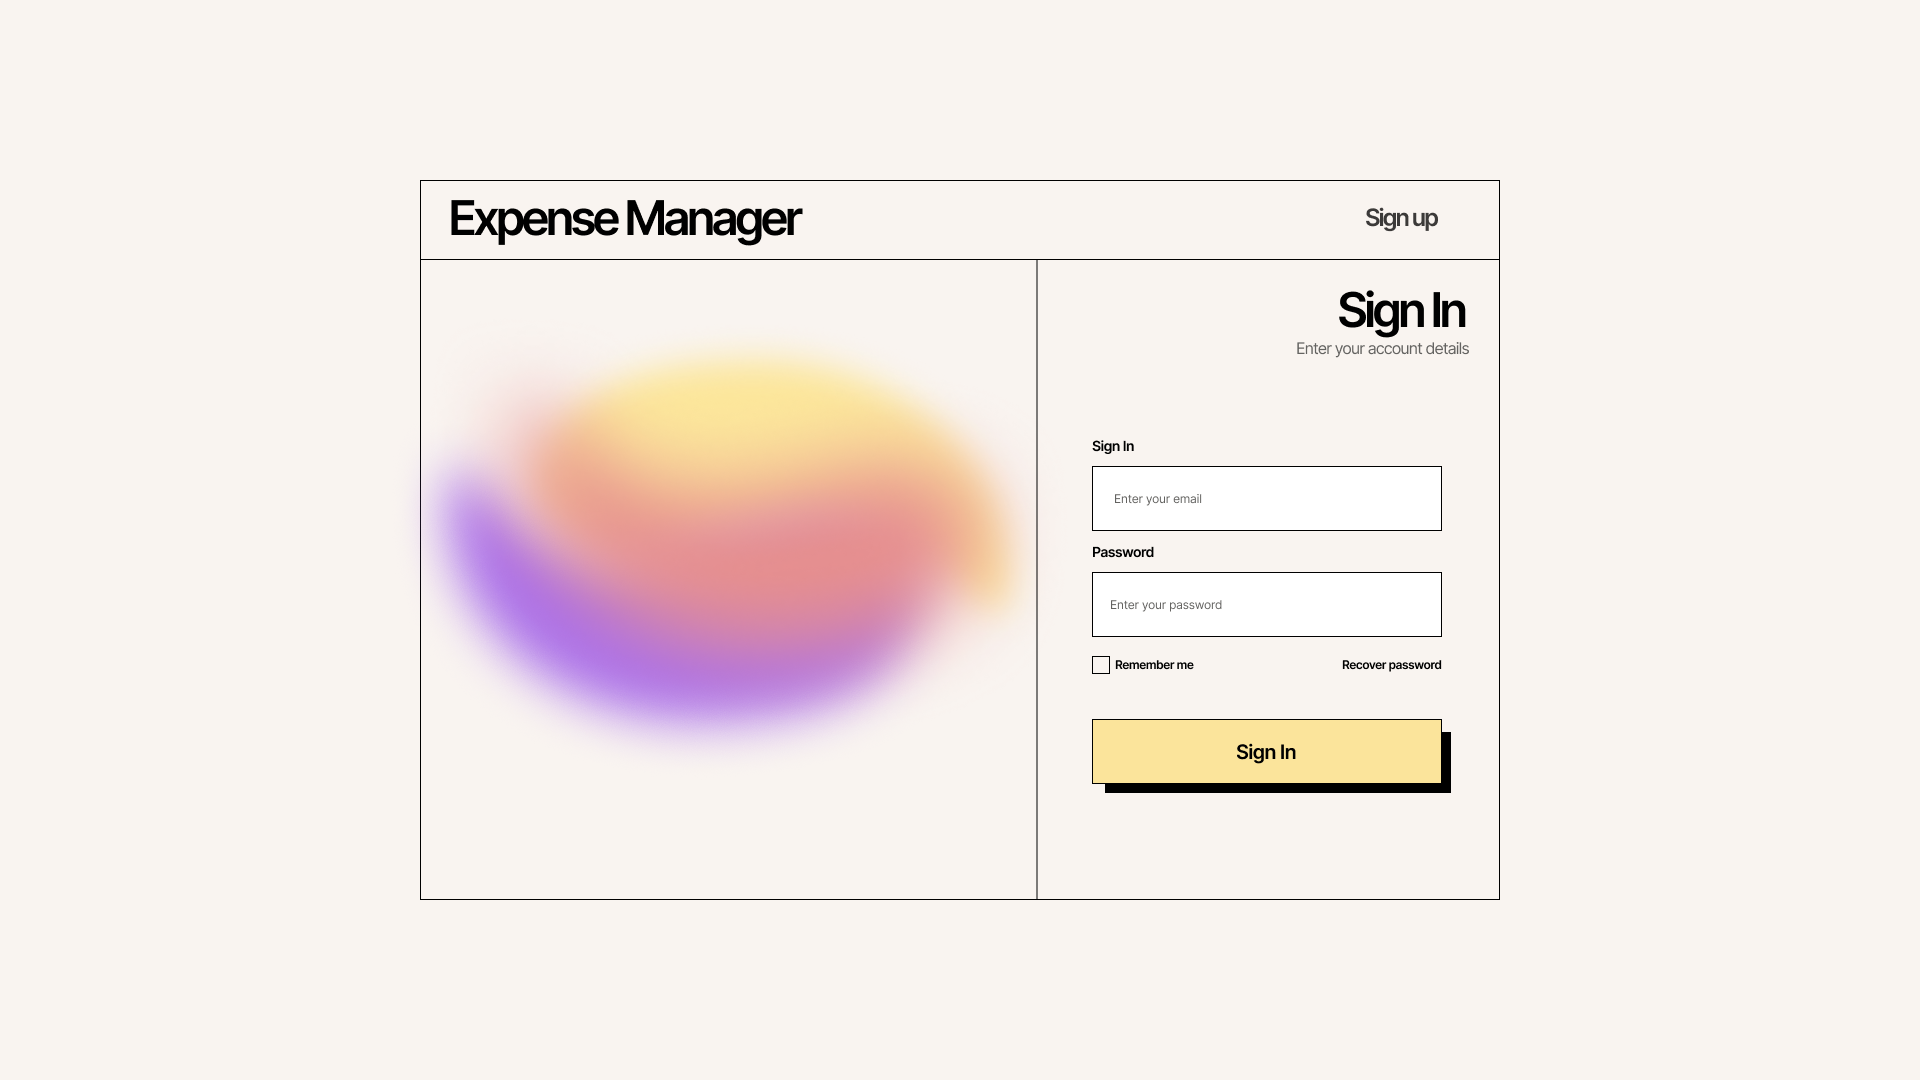 Expense Manager
Sign up
Sign In
Enter your account details
Sign In
Enter your email
Password
Enter your password
Remember me
Recover password
Sign In